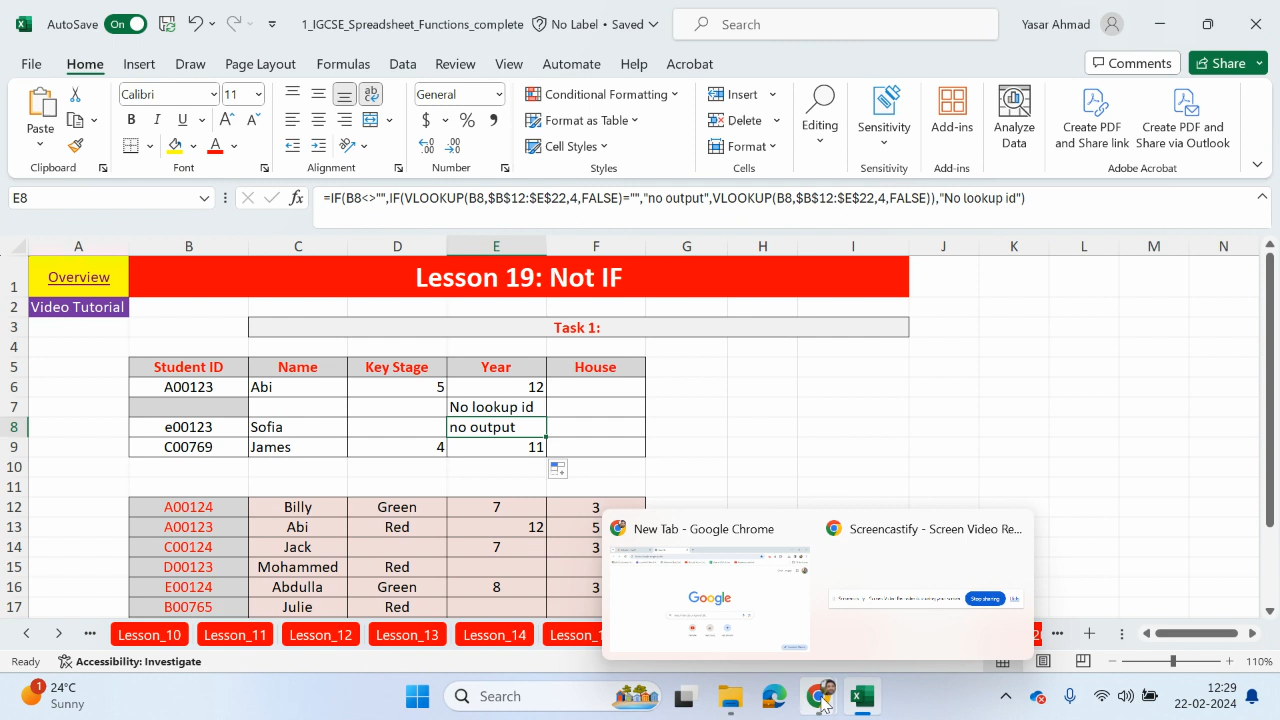 AutoSave On 1_IGCSE_Spreadsheet_Functions_complete No Label • Saved Search Yasar Ahmad
File Home Insert Draw Page Layout Formulas Data Review View Automate Help Acrobat Comments Share
Paste Calibri 11 General Conditional Formatting Format as Table Cell Styles Insert Delete Format Editing Sensitivity Add-ins Analyze Data Create PDF and Share link Create PDF and Share via Outlook
Clipboard Font Alignment Number Styles Cells Sensitivity Add-ins Adobe Acrobat
E8 fx =IF(B8<>"",IF(VLOOKUP(B8,$B$12:$E$22,4,FALSE)="","no output",VLOOKUP(B8,$B$12:$E$22,4,FALSE)),"No lookup id")
A B C D E F G H I J K L M N
1 Overview Lesson 19: Not IF
2 Video Tutorial
3 Task 1:
4
5 Student ID Name Key Stage Year House
6 A00123 Abi 5 12
7 No lookup id
8 e00123 Sofia no output
9 C00769 James 4 11
10
11
12 A00124 Billy Green 7 3
13 A00123 Abi Red 12 5
14 C00124 Jack 7 3
15 D00123 Mohammed Red
16 E00124 Abdulla Green 8 3
17 B00765 Julie Red
New Tab - Google Chrome Screencastify - Screen Video Re...
Google
Stop sharing Hide
Lesson_10 Lesson_11 Lesson_12 Lesson_13 Lesson_14
Ready Accessibility: Investigate 110%
1 24°C Sunny Search 12:29 22-02-2024